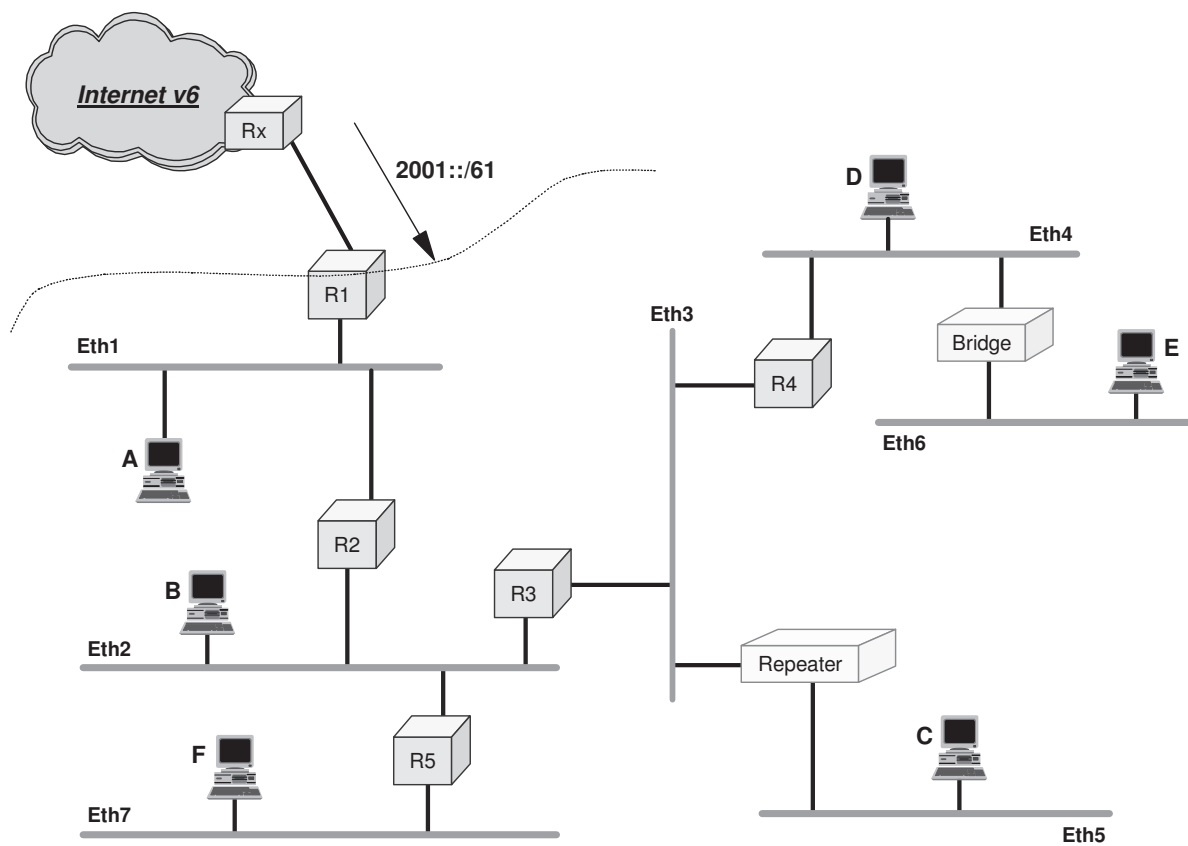 Internet v6
Rx
2001::/61
D
Eth4
R1
Eth3
Eth1
Bridge
E
R4
A
Eth6
R2
B
R3
Eth2
Repeater
C
F
R5
Eth7
Eth5